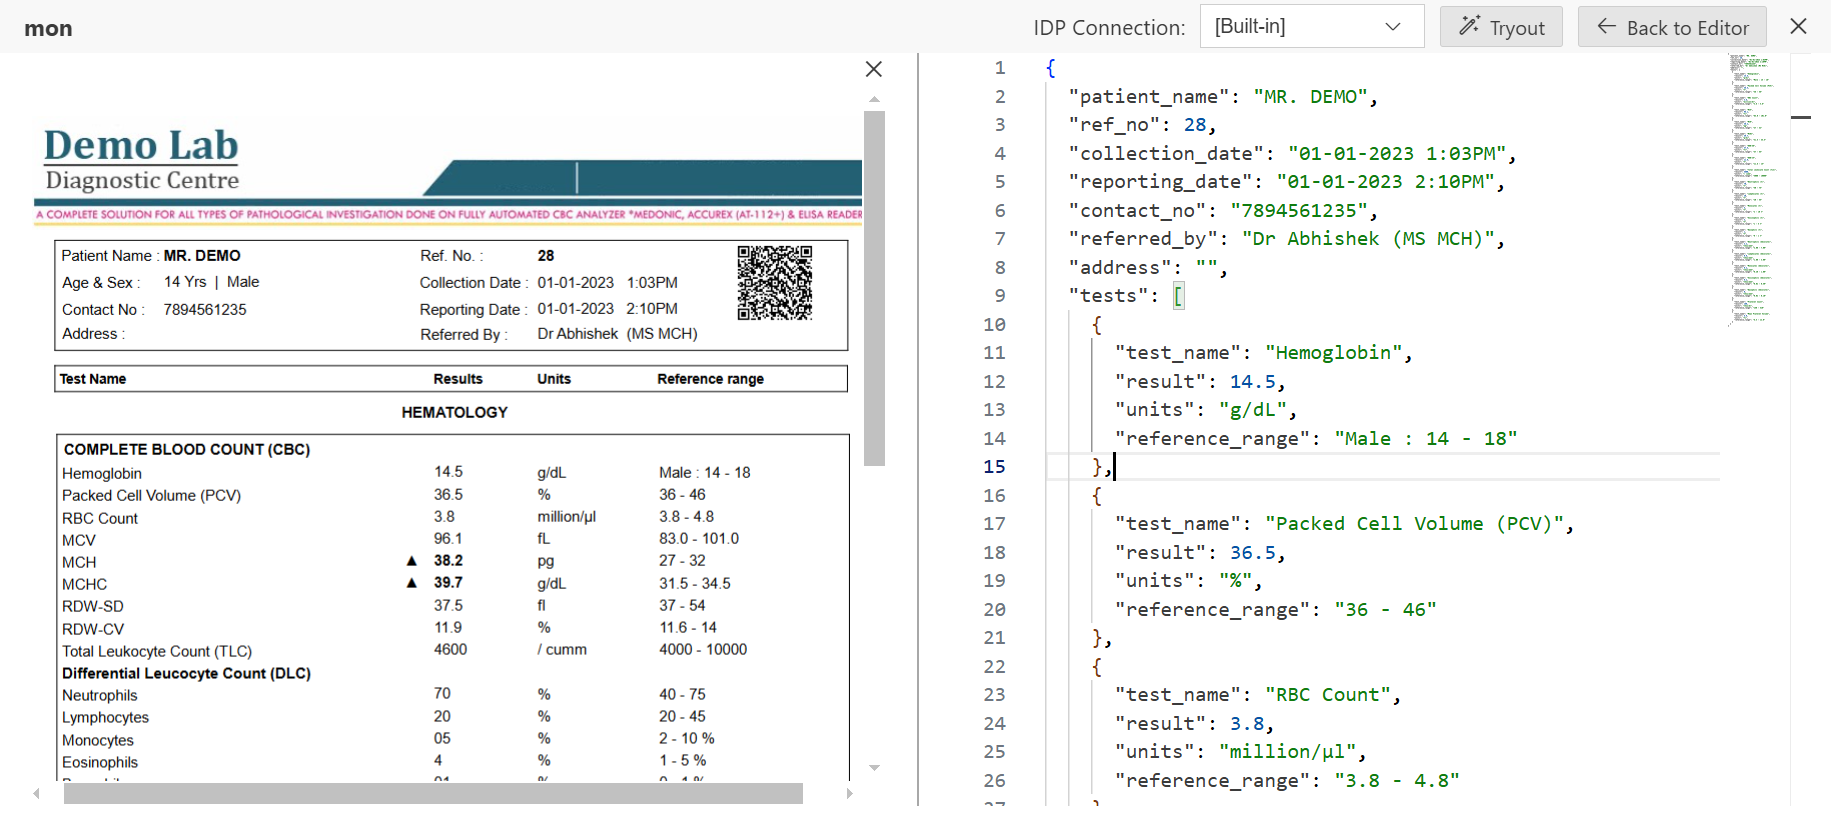 mon
IDP Connection: [Built-in] Tryout Back to Editor
Demo Lab
Diagnostic Centre
A COMPLETE SOLUTION FOR ALL TYPES OF PATHOLOGICAL INVESTIGATION DONE ON FULLY AUTOMATED CBC ANALYZER *MEDONIC, ACCUREX (AT-112+) & ELISA READER
Patient Name : MR. DEMO Ref. No. : 28
Age & Sex : 14 Yrs | Male Collection Date : 01-01-2023 1:03PM
Contact No : 7894561235 Reporting Date : 01-01-2023 2:10PM
Address : Referred By : Dr Abhishek (MS MCH)
Test Name Results Units Reference range
HEMATOLOGY
COMPLETE BLOOD COUNT (CBC)
Hemoglobin 14.5 g/dL Male : 14 - 18
Packed Cell Volume (PCV) 36.5 % 36 - 46
RBC Count 3.8 million/µl 3.8 - 4.8
MCV 96.1 fL 83.0 - 101.0
MCH ▲ 38.2 pg 27 - 32
MCHC ▲ 39.7 g/dL 31.5 - 34.5
RDW-SD 37.5 fl 37 - 54
RDW-CV 11.9 % 11.6 - 14
Total Leukocyte Count (TLC) 4600 / cumm 4000 - 10000
Differential Leucocyte Count (DLC)
Neutrophils 70 % 40 - 75
Lymphocytes 20 % 20 - 45
Monocytes 05 % 2 - 10 %
Eosinophils 4 % 1 - 5 %
1 {
2 "patient_name": "MR. DEMO",
3 "ref_no": 28,
4 "collection_date": "01-01-2023 1:03PM",
5 "reporting_date": "01-01-2023 2:10PM",
6 "contact_no": "7894561235",
7 "referred_by": "Dr Abhishek (MS MCH)",
8 "address": "",
9 "tests": [
10 {
11 "test_name": "Hemoglobin",
12 "result": 14.5,
13 "units": "g/dL",
14 "reference_range": "Male : 14 - 18"
15 },
16 {
17 "test_name": "Packed Cell Volume (PCV)",
18 "result": 36.5,
19 "units": "%",
20 "reference_range": "36 - 46"
21 },
22 {
23 "test_name": "RBC Count",
24 "result": 3.8,
25 "units": "million/µl",
26 "reference_range": "3.8 - 4.8"